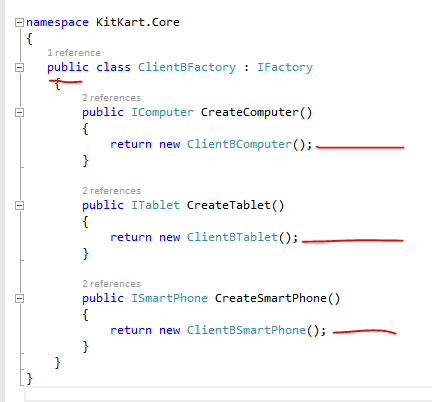 namespace KitKart.Core
{
1 reference
public class ClientBFactory : IFactory
{
2 references
public IComputer CreateComputer()
{
return new ClientBComputer();
}
2 references
public ITablet CreateTablet()
{
return new ClientBTablet();
}
2 references
public ISmartPhone CreateSmartPhone()
{
return new ClientBSmartPhone();
}
}
}